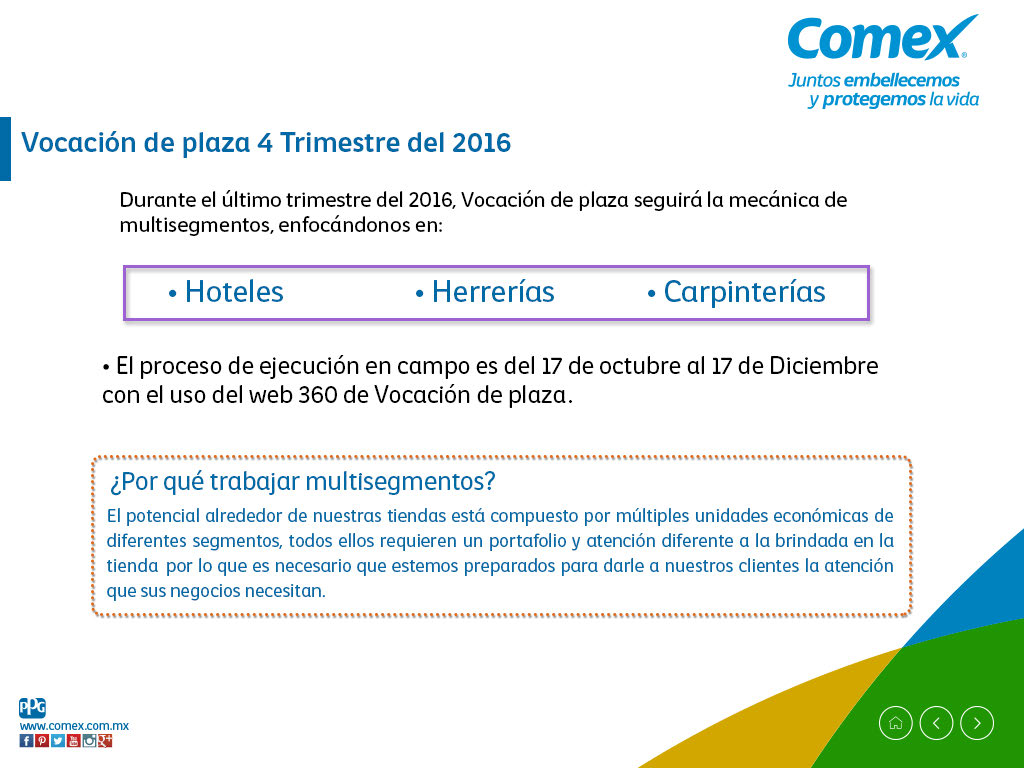 Comex®
Juntos embellecemos
y protegemos la vida
Vocación de plaza 4 Trimestre del 2016
Durante el último trimestre del 2016, Vocación de plaza seguirá la mecánica de
multisegmentos, enfocándonos en:
• Hoteles • Herrerías • Carpinterías
• El proceso de ejecución en campo es del 17 de octubre al 17 de Diciembre
con el uso del web 360 de Vocación de plaza.
¿Por qué trabajar multisegmentos?
El potencial alrededor de nuestras tiendas está compuesto por múltiples unidades económicas de
diferentes segmentos, todos ellos requieren un portafolio y atención diferente a la brindada en la
tienda por lo que es necesario que estemos preparados para darle a nuestros clientes la atención
que sus negocios necesitan.
PPG
www.comex.com.mx